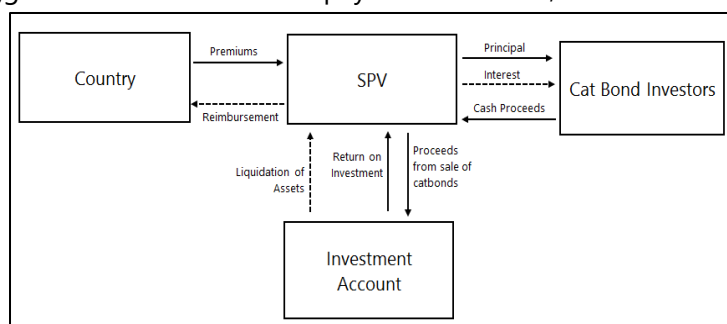 Country
Premiums
Reimbursement
SPV
Principal
Interest
Cash Proceeds
Cat Bond Investors
Liquidation of
Assets
Return on
Investment
Proceeds
from sale of
catbonds
Investment
Account